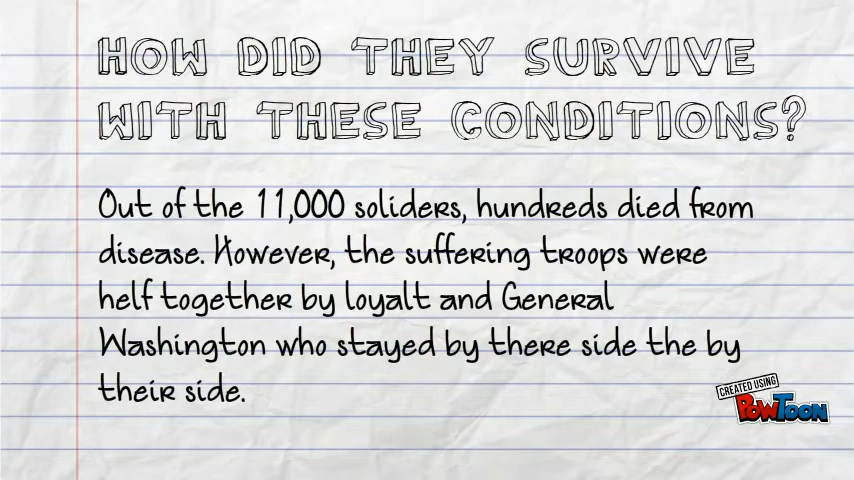 HOW DID THEY SURVIVE
WITH THESE CONDITIONS?
Out of the 11,000 soliders, hundreds died from
disease. However, the suffering troops were
helf together by loyalt and General
Washington who stayed by there side the by
their side.
CREATED USING
POWTOON